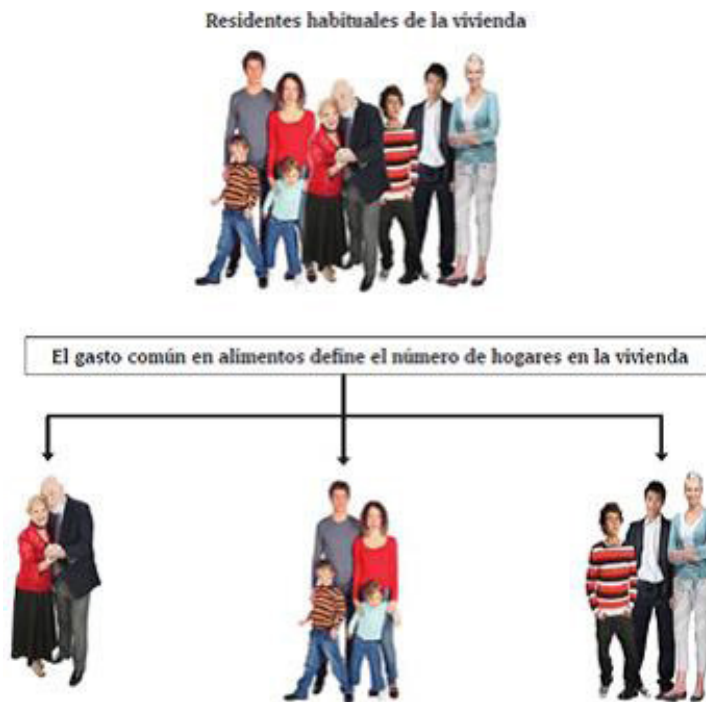 Residentes habituales de la vivienda
El gasto común en alimentos define el número de hogares en la vivienda